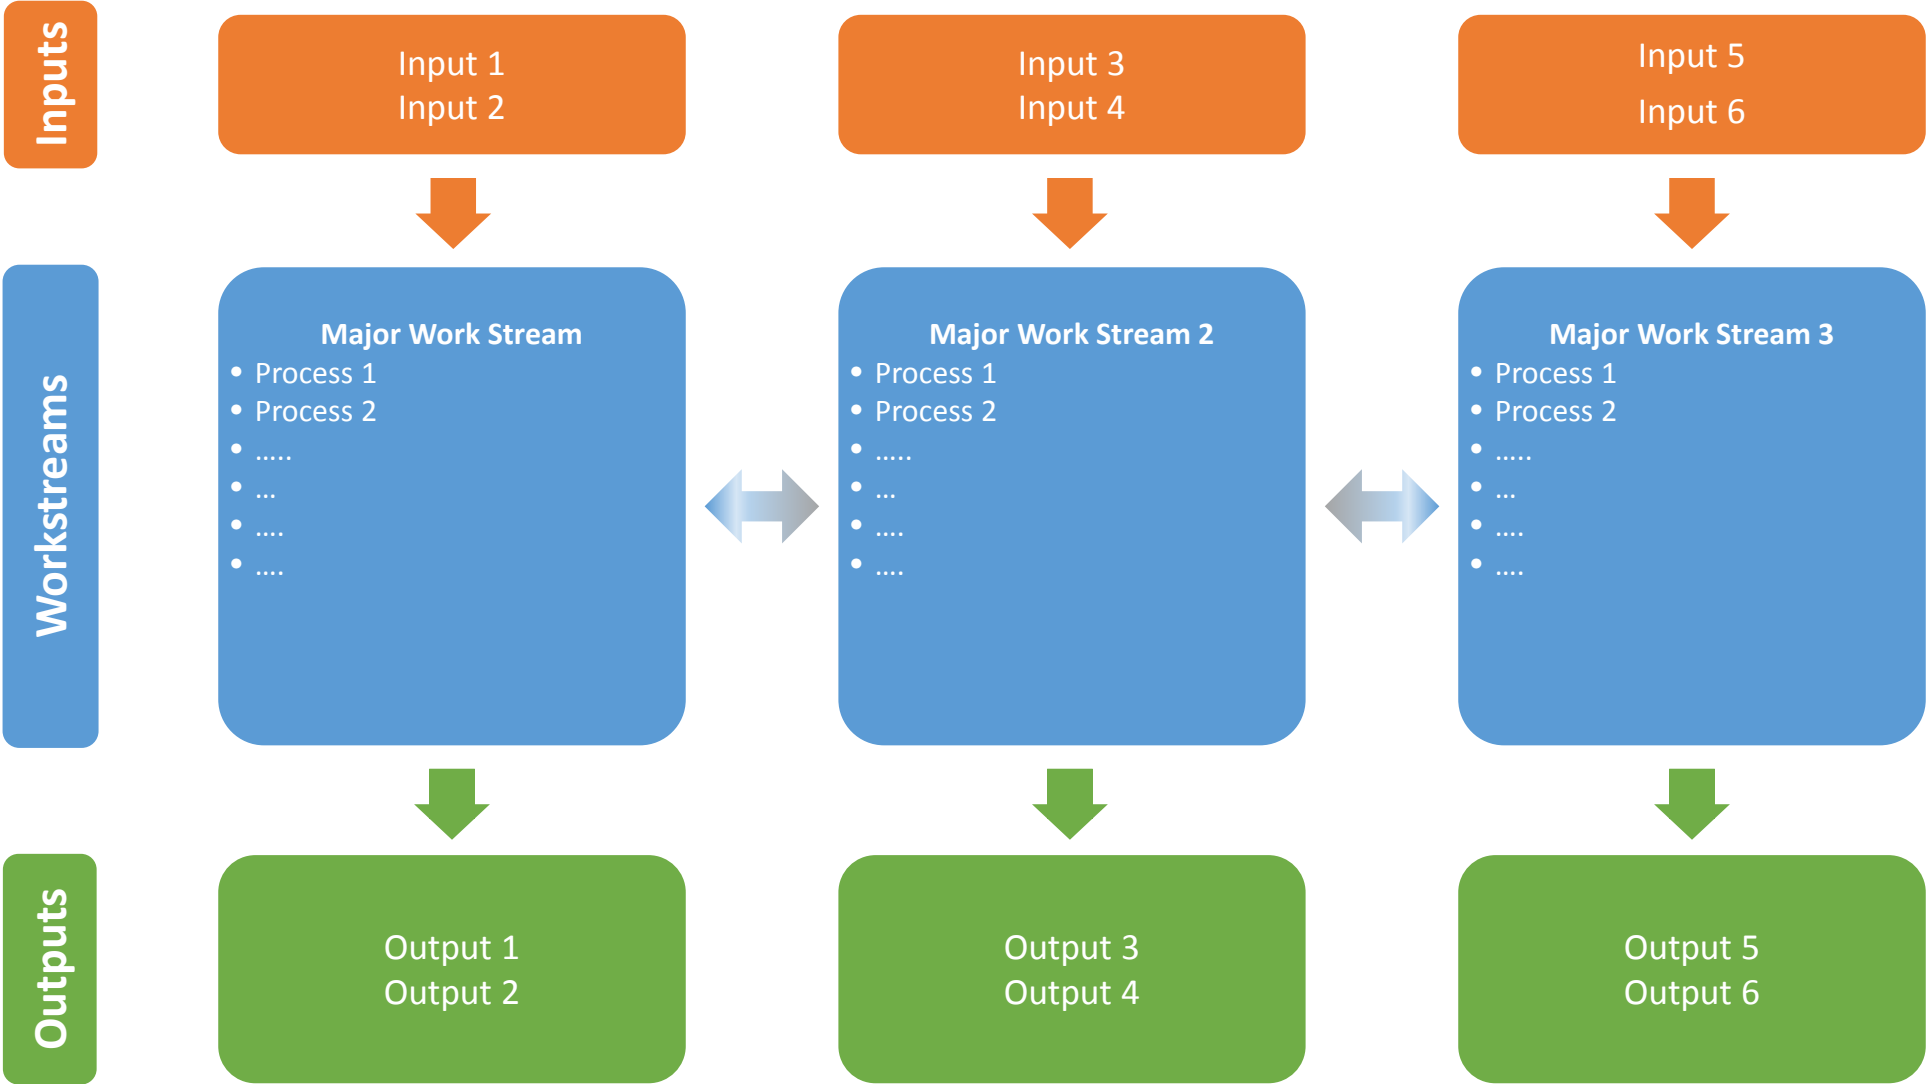 Inputs
Input 1
Input 2
Input 3
Input 4
Input 5
Input 6
Workstreams
Major Work Stream
• Process 1
• Process 2
• .....
• ...
• ....
• ....
Major Work Stream 2
• Process 1
• Process 2
• .....
• ...
• ....
• ....
Major Work Stream 3
• Process 1
• Process 2
• .....
• ...
• ....
• ....
Outputs
Output 1
Output 2
Output 3
Output 4
Output 5
Output 6